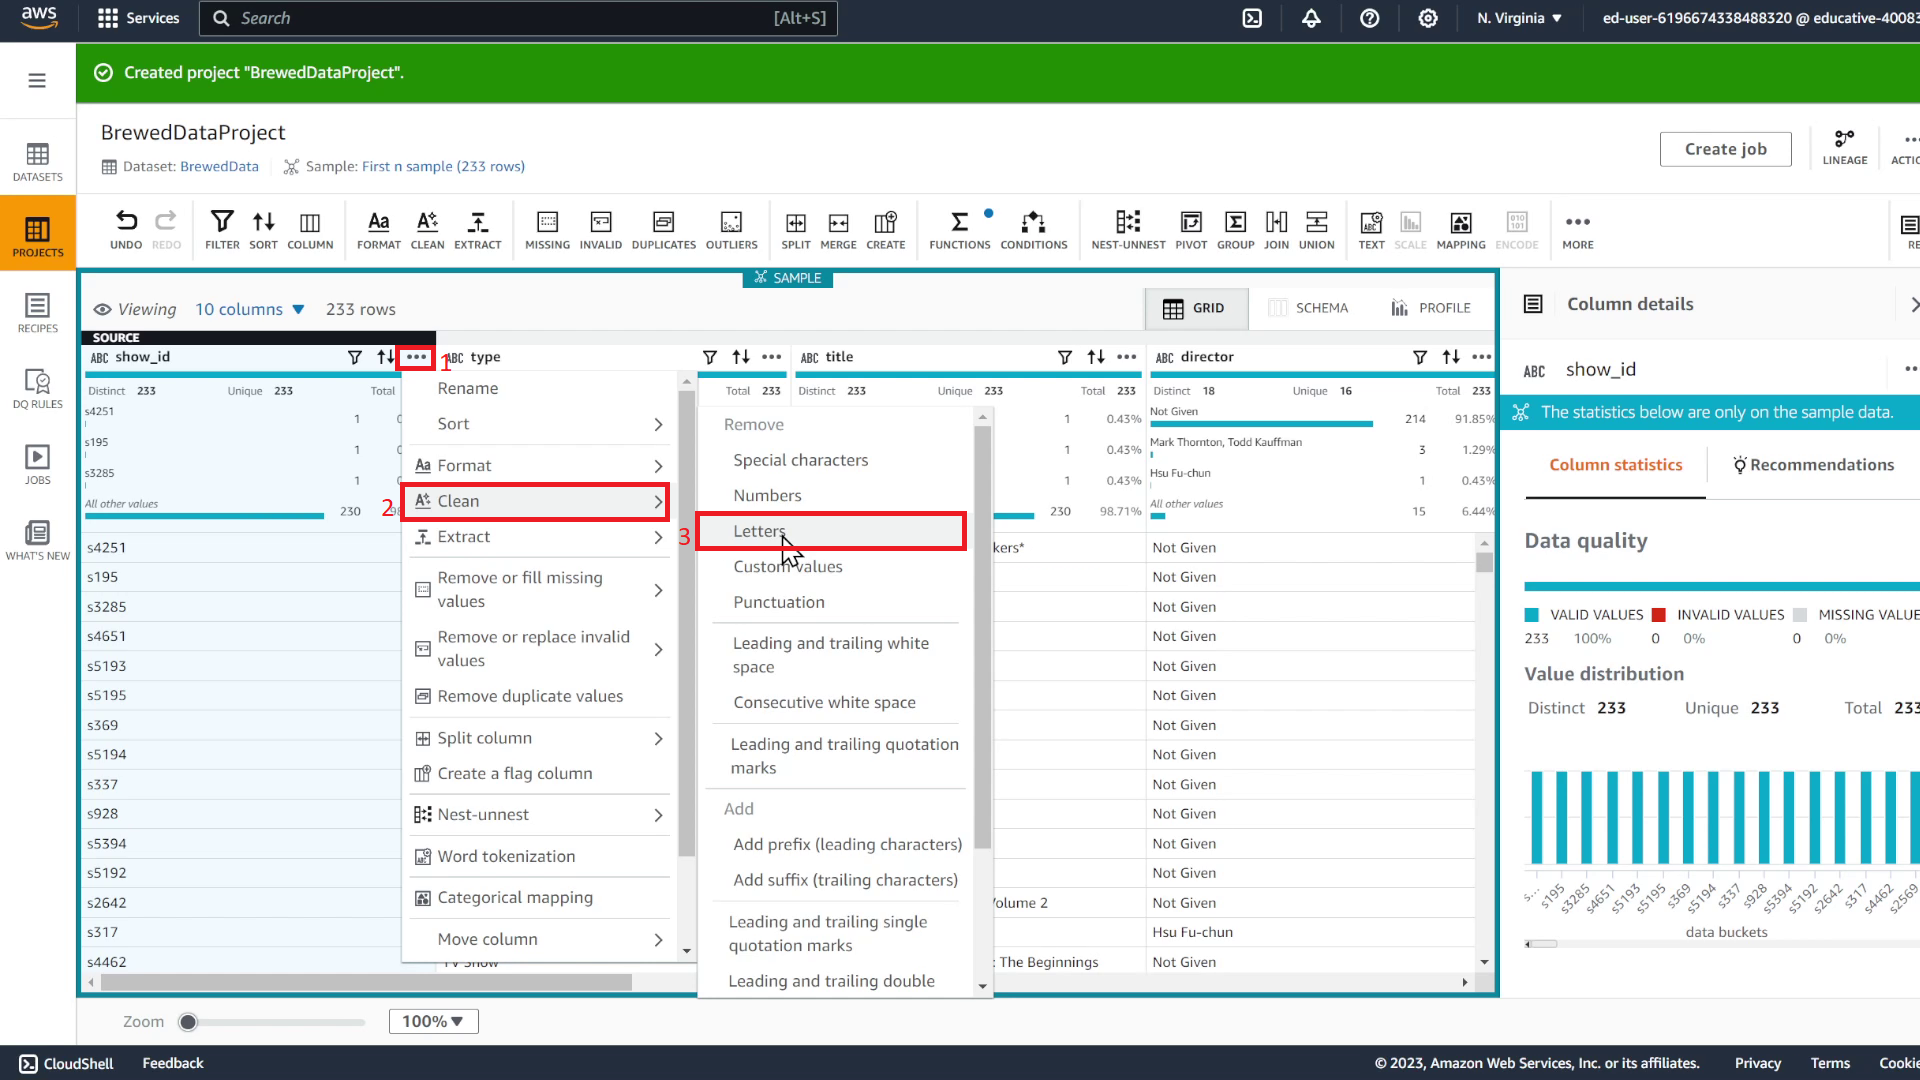 aws
Services
Search
[Alt+S]
N. Virginia ▼
ed-user-6196674338488320 @ educative-40083
Created project "BrewedDataProject".
BrewedDataProject
Dataset: BrewedData
Sample: First n sample (233 rows)
Create job
LINEAGE
ACTIO
DATASETS
PROJECTS
RECIPES
DQ RULES
JOBS
WHAT'S NEW
UNDO
REDO
FILTER
SORT
COLUMN
FORMAT
CLEAN
EXTRACT
MISSING
INVALID
DUPLICATES
OUTLIERS
SPLIT
MERGE
CREATE
FUNCTIONS
CONDITIONS
NEST-UNNEST
PIVOT
GROUP
JOIN
UNION
TEXT
SCALE
MAPPING
ENCODE
MORE
RE
SAMPLE
Viewing 10 columns ▼ 233 rows
GRID
SCHEMA
PROFILE
SOURCE
ABC show_id
1
ABC type
ABC title
ABC director
Distinct 233 Unique 233 Total
s4251 1
s195 1
s3285 1
All other values 230
Total 233
Distinct 233 Unique 233 Total 233
1 0.43%
1 0.43%
1 0.43%
230 98.71%
Distinct 18 Unique 16 Total 233
Not Given 214 91.85%
Mark Thornton, Todd Kauffman 3 1.29%
Hsu Fu-chun 1 0.43%
All other values 15 6.44%
s4251
s195
s3285
s4651
s5193
s5195
s369
s5194
s337
s928
s5394
s5192
s2642
s317
s4462
Rename
Sort
Format
2
Clean
Extract
Remove or fill missing
values
Remove or replace invalid
values
Remove duplicate values
Split column
Create a flag column
Nest-unnest
Word tokenization
Categorical mapping
Move column
TV Show
Remove
Special characters
Numbers
3
Letters
Custom values
Punctuation
Leading and trailing white
space
Consecutive white space
Leading and trailing quotation
marks
Add
Add prefix (leading characters)
Add suffix (trailing characters)
Leading and trailing single
quotation marks
Leading and trailing double
kers*
Volume 2
: The Beginnings
Not Given
Not Given
Not Given
Not Given
Not Given
Not Given
Not Given
Not Given
Not Given
Not Given
Not Given
Not Given
Not Given
Hsu Fu-chun
Not Given
Column details
ABC show_id
The statistics below are only on the sample data.
Column statistics
Recommendations
Data quality
VALID VALUES INVALID VALUES MISSING VALUE
233 100% 0 0% 0 0%
Value distribution
Distinct 233 Unique 233 Total 233
s... s195 s3285 s4651 s5193 s5195 s369 s5194 s337 s928 s5394 s5192 s2642 s317 s4462 s2569
data buckets
Zoom
100% ▼
CloudShell
Feedback
© 2023, Amazon Web Services, Inc. or its affiliates.
Privacy
Terms
Cookie